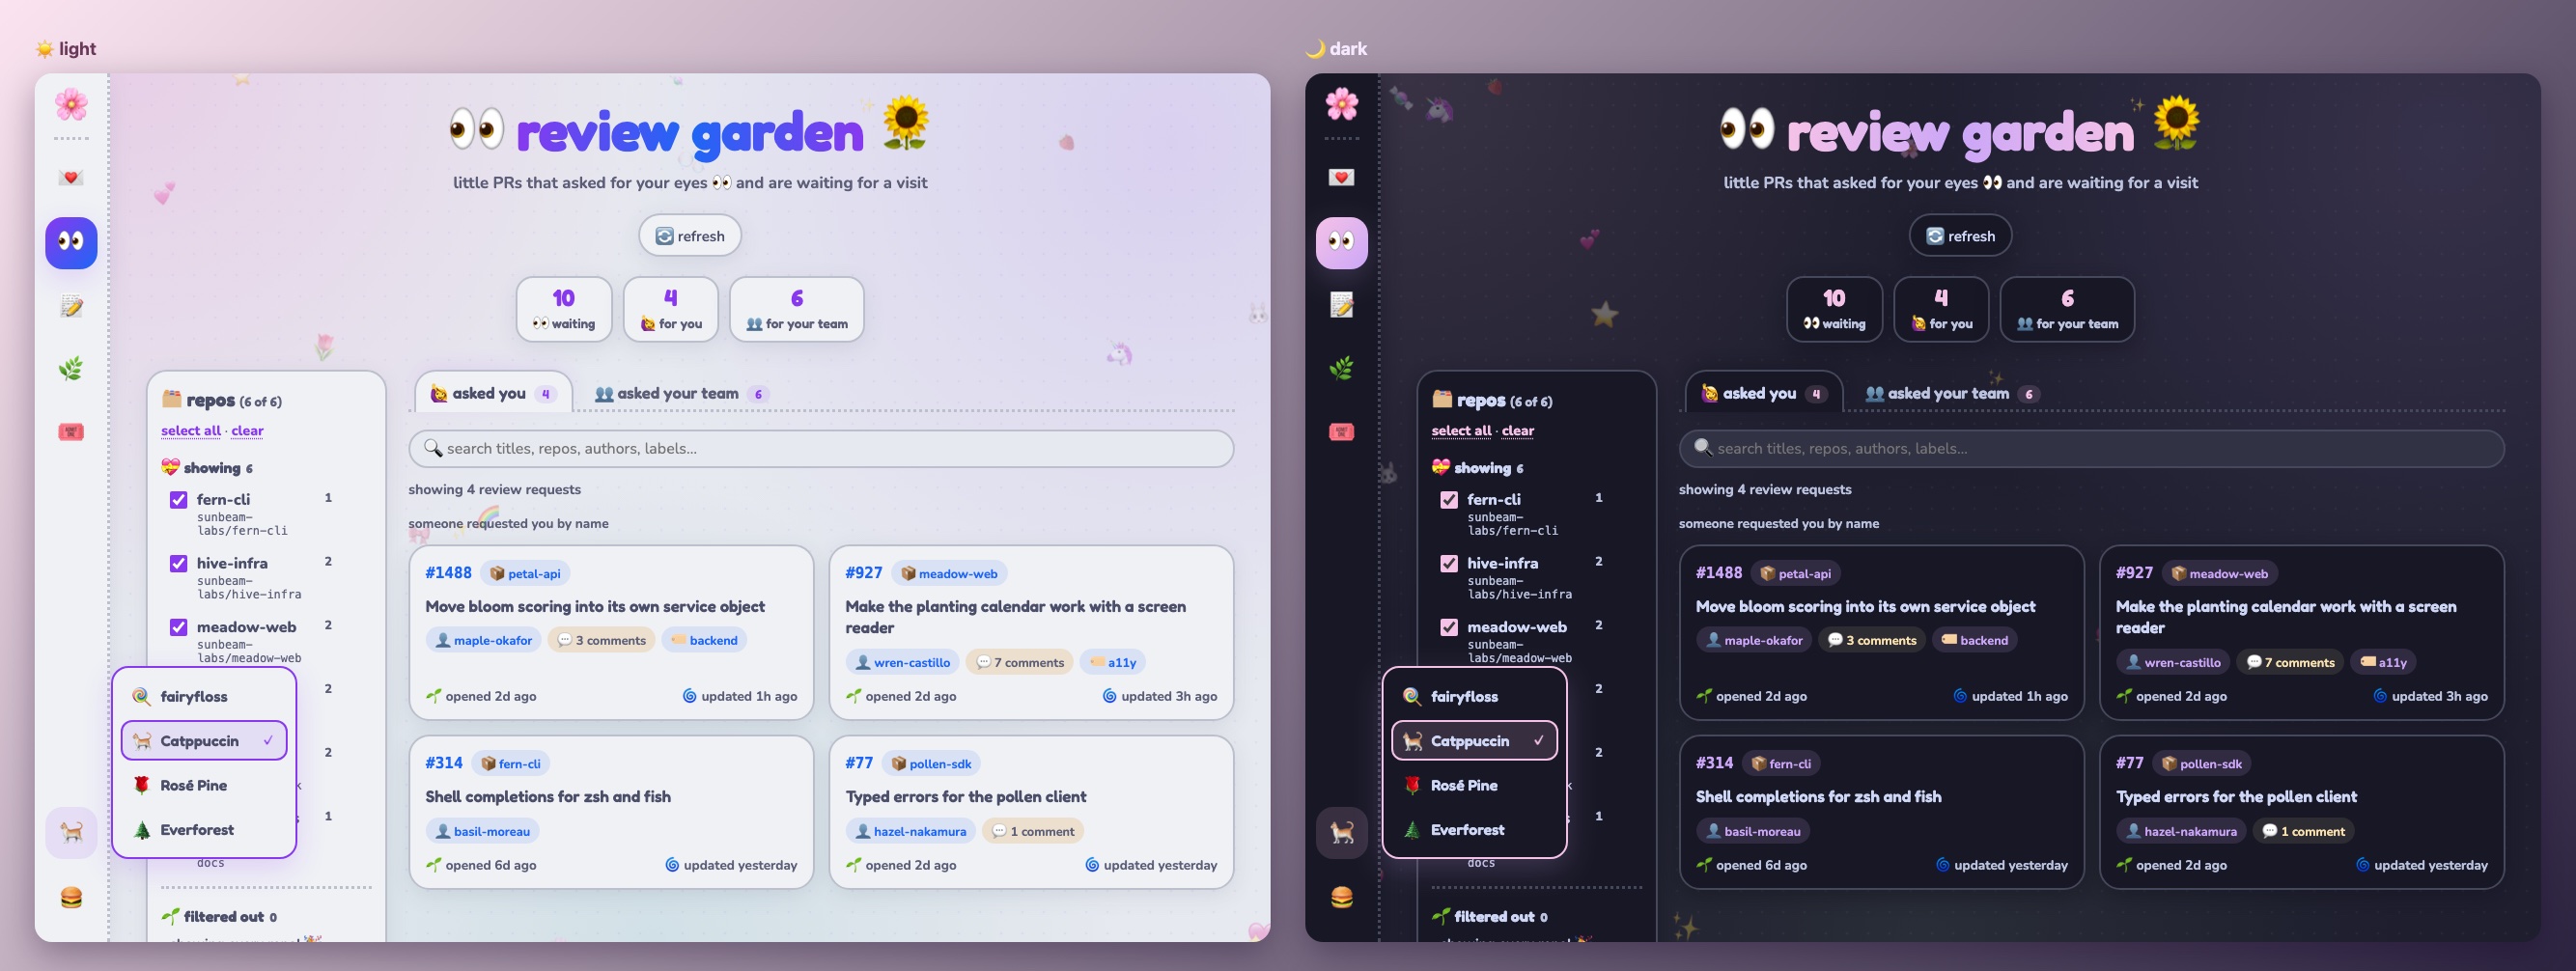 light
review garden
little PRs that asked for your eyes and are waiting for a visit
refresh
10
waiting
4
for you
6
for your team
repos (6 of 6)
select all · clear
showing 6
fern-cli 1
sunbeam-
labs/fern-cli
hive-infra 2
sunbeam-
labs/hive-infra
meadow-web 2
sunbeam-
labs/meadow-web
2
2
1
docs
filtered out 0
fairyfloss
Catppuccin ✓
Rosé Pine
Everforest
asked you 4
asked your team 6
search titles, repos, authors, labels...
showing 4 review requests
someone requested you by name
#1488 petal-api
Move bloom scoring into its own service object
maple-okafor 3 comments backend
opened 2d ago updated 1h ago
#927 meadow-web
Make the planting calendar work with a screen
reader
wren-castillo 7 comments a11y
opened 2d ago updated 3h ago
#314 fern-cli
Shell completions for zsh and fish
basil-moreau
opened 6d ago updated yesterday
#77 pollen-sdk
Typed errors for the pollen client
hazel-nakamura 1 comment
opened 2d ago updated yesterday
dark
review garden
little PRs that asked for your eyes and are waiting for a visit
refresh
10
waiting
4
for you
6
for your team
repos (6 of 6)
select all · clear
showing 6
fern-cli 1
sunbeam-
labs/fern-cli
hive-infra 2
sunbeam-
labs/hive-infra
meadow-web 2
sunbeam-
labs/meadow-web
2
2
1
docs
filtered out 0
fairyfloss
Catppuccin ✓
Rosé Pine
Everforest
asked you 4
asked your team 6
search titles, repos, authors, labels...
showing 4 review requests
someone requested you by name
#1488 petal-api
Move bloom scoring into its own service object
maple-okafor 3 comments backend
opened 2d ago updated 1h ago
#927 meadow-web
Make the planting calendar work with a screen
reader
wren-castillo 7 comments a11y
opened 2d ago updated 3h ago
#314 fern-cli
Shell completions for zsh and fish
basil-moreau
opened 6d ago updated yesterday
#77 pollen-sdk
Typed errors for the pollen client
hazel-nakamura 1 comment
opened 2d ago updated yesterday